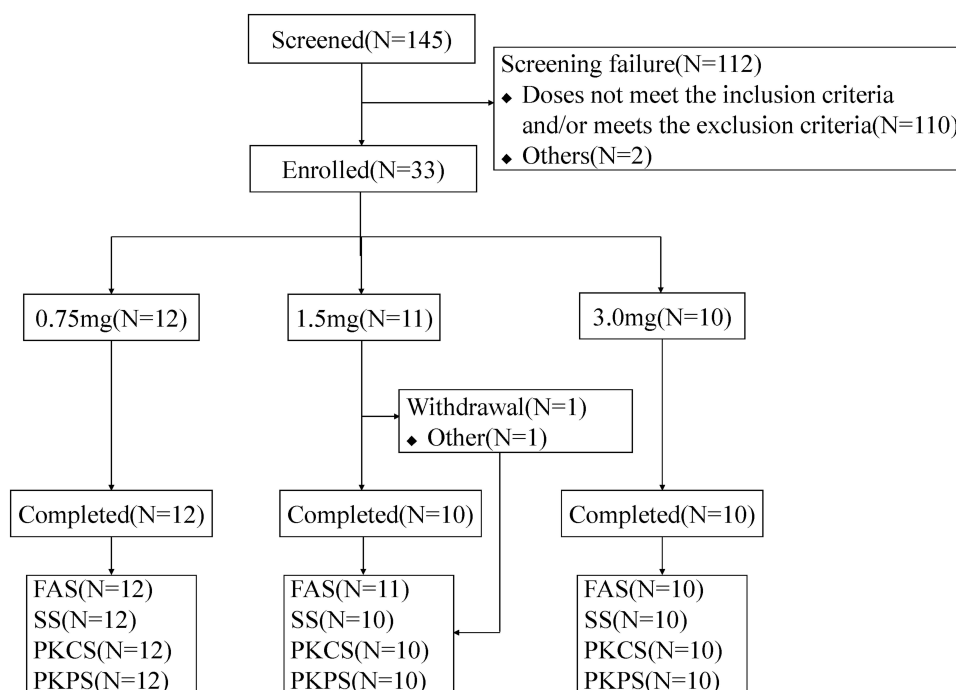 Screened(N=145)
Screening failure(N=112)
◆ Doses not meet the inclusion criteria
and/or meets the exclusion criteria(N=110)
◆ Others(N=2)
Enrolled(N=33)
0.75mg(N=12)
1.5mg(N=11)
3.0mg(N=10)
Withdrawal(N=1)
◆ Other(N=1)
Completed(N=12)
Completed(N=10)
Completed(N=10)
FAS(N=12)
SS(N=12)
PKCS(N=12)
PKPS(N=12)
FAS(N=11)
SS(N=10)
PKCS(N=10)
PKPS(N=10)
FAS(N=10)
SS(N=10)
PKCS(N=10)
PKPS(N=10)